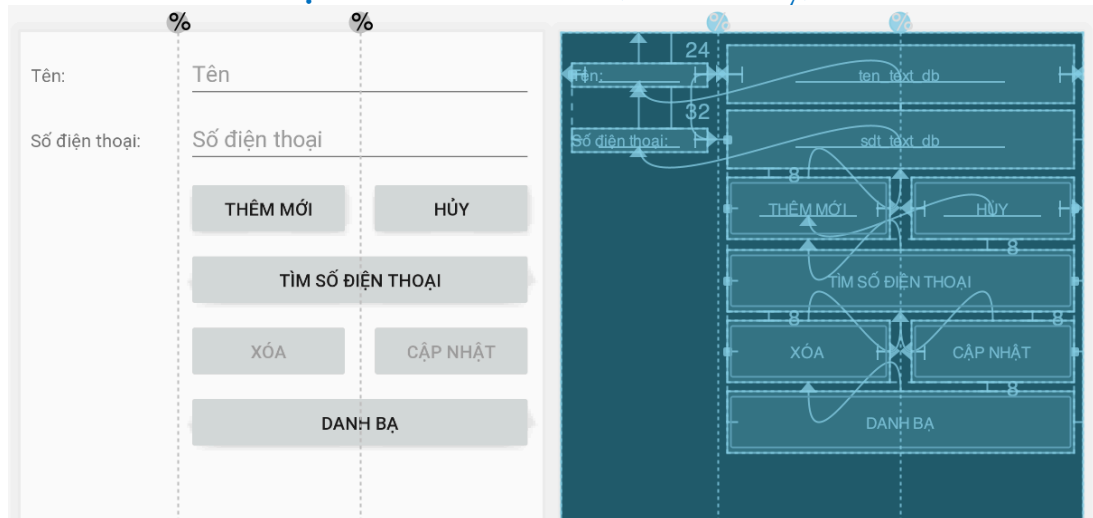 % % % %
Tên: Tên
Số điện thoại: Số điện thoại
THÊM MỚI HỦY
TÌM SỐ ĐIỆN THOẠI
XÓA CẬP NHẬT
DANH BẠ
24
Tên: ten_text_db
32
Số điện thoại: sdt_text_db
8
THÊM MỚI HỦY
8
TÌM SỐ ĐIỆN THOẠI
8 8
XÓA CẬP NHẬT
8
DANH BẠ